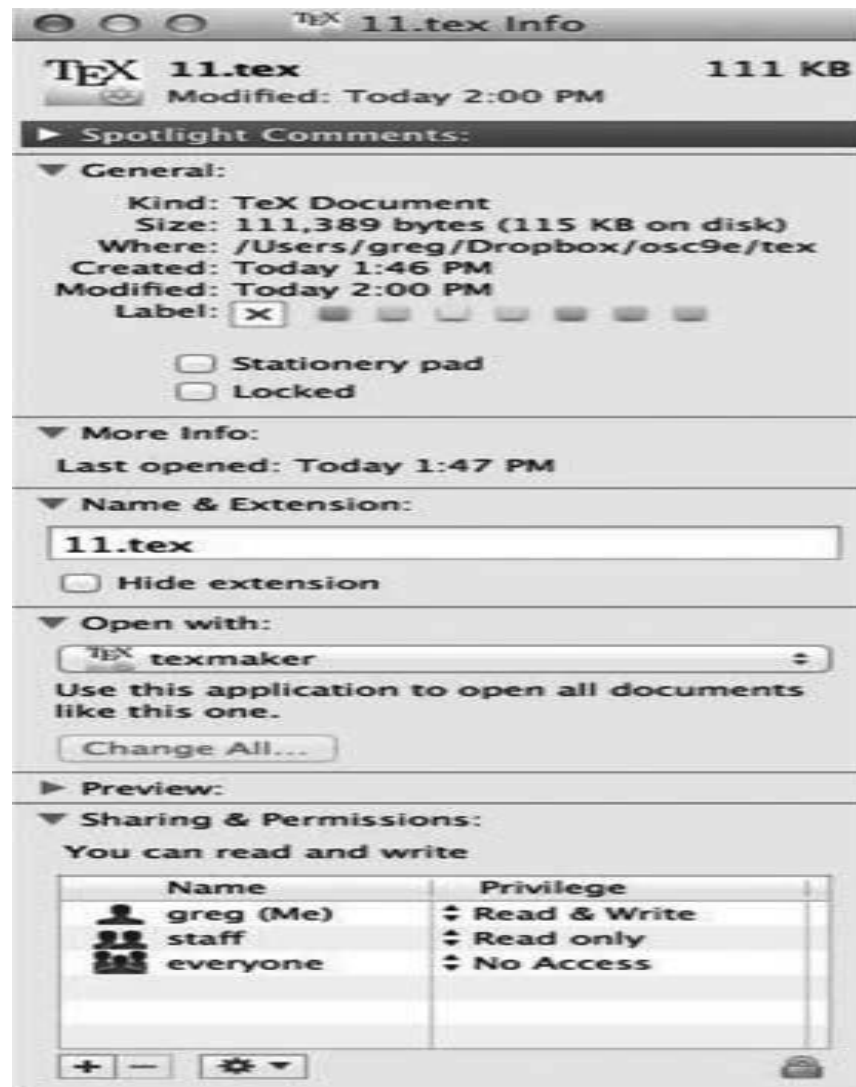 TEX 11.tex Info
TEX 11.tex 111 KB
Modified: Today 2:00 PM
Spotlight Comments:
General:
Kind: TeX Document
Size: 111,389 bytes (115 KB on disk)
Where: /Users/greg/Dropbox/osc9e/tex
Created: Today 1:46 PM
Modified: Today 2:00 PM
Label:
Stationery pad
Locked
More Info:
Last opened: Today 1:47 PM
Name & Extension:
11.tex
Hide extension
Open with:
TEX texmaker
Use this application to open all documents
like this one.
Change All...
Preview:
Sharing & Permissions:
You can read and write
Name Privilege
greg (Me) Read & Write
staff Read only
everyone No Access